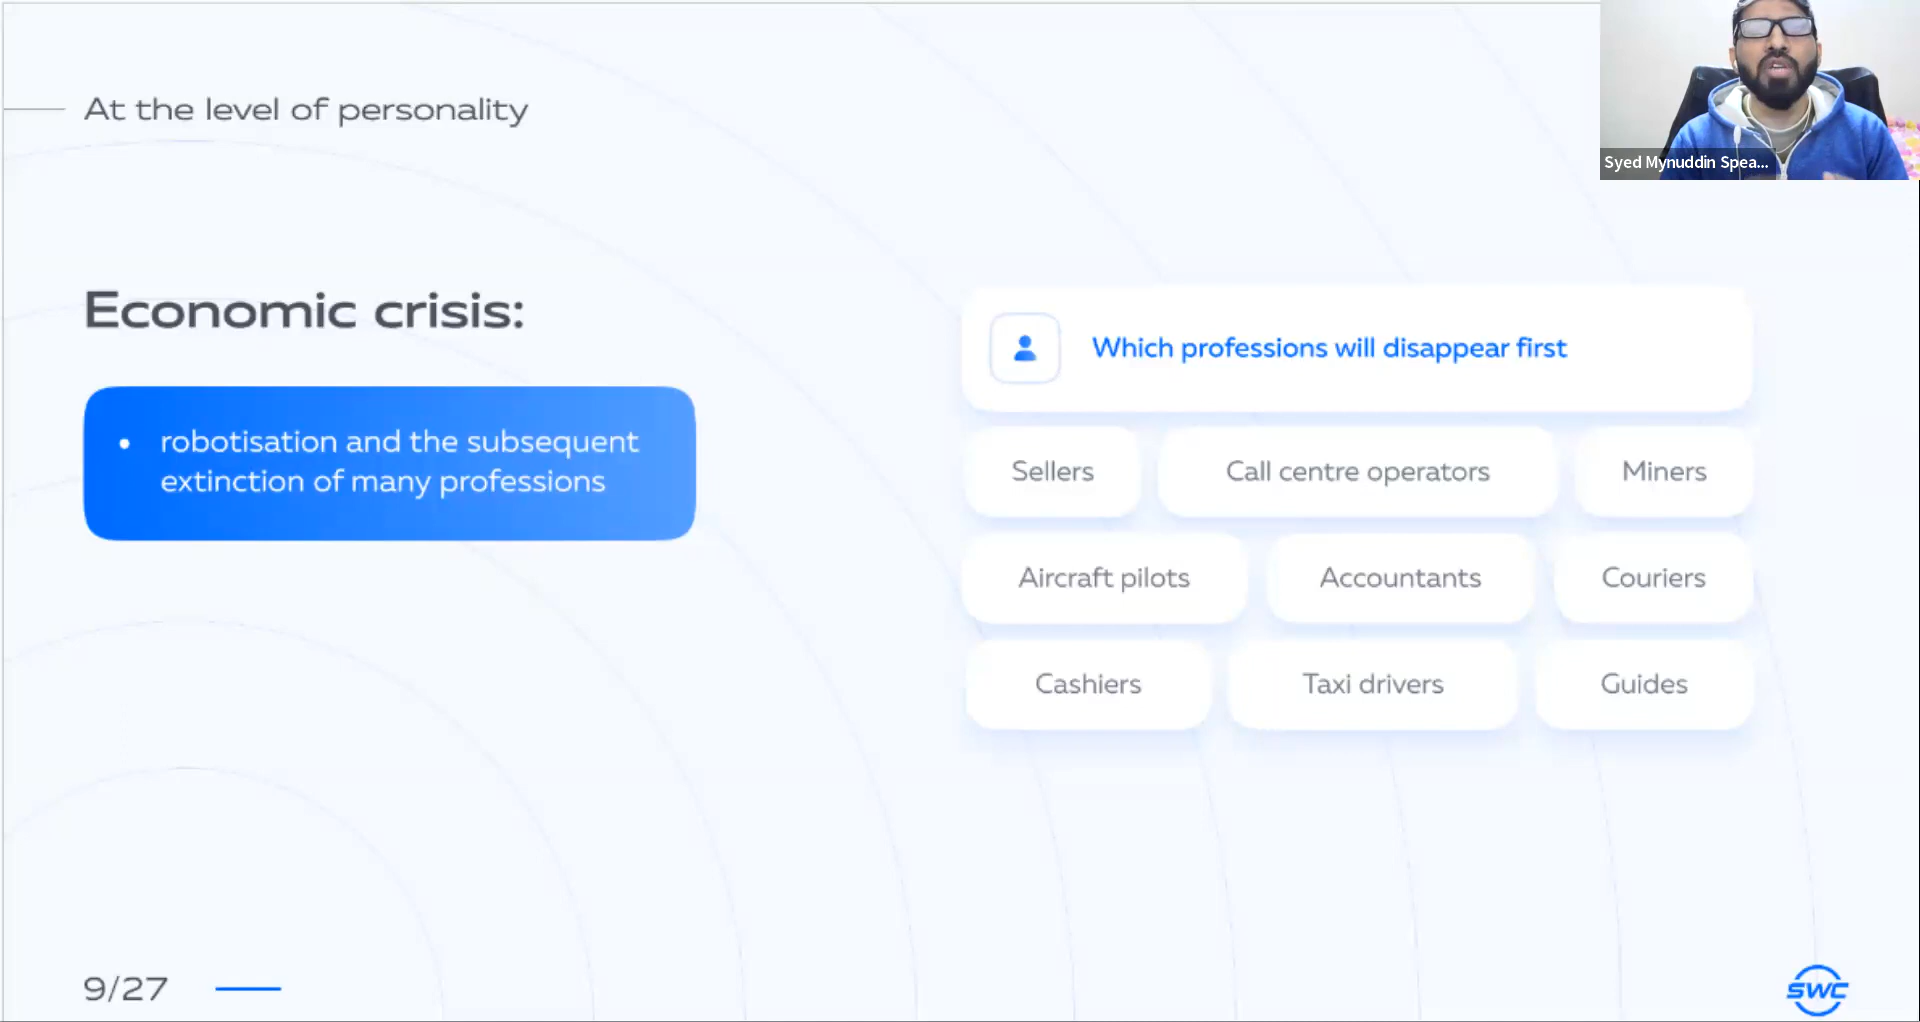 At the level of personality
Syed Mynuddin Spea...
Economic crisis:
Which professions will disappear first
• robotisation and the subsequent
extinction of many professions
Sellers
Call centre operators
Miners
Aircraft pilots
Accountants
Couriers
Cashiers
Taxi drivers
Guides
9/27
SWC